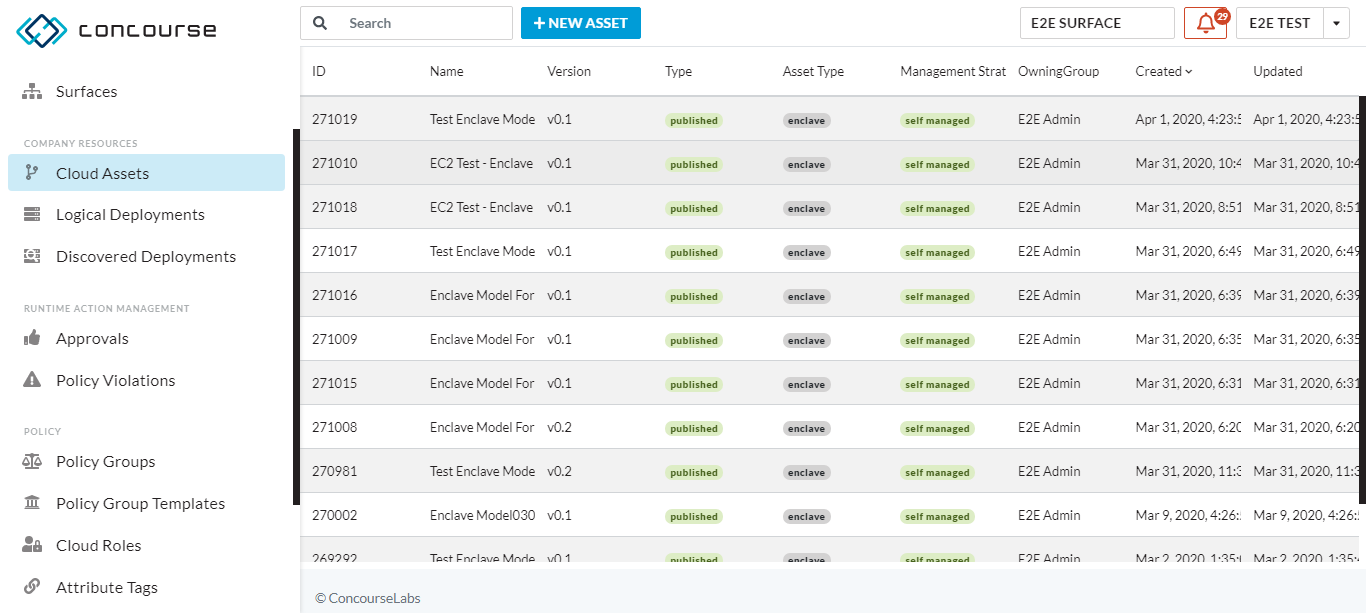 concourse
Search
+ NEW ASSET
E2E SURFACE
29
E2E TEST
Surfaces
COMPANY RESOURCES
Cloud Assets
Logical Deployments
Discovered Deployments
RUNTIME ACTION MANAGEMENT
Approvals
Policy Violations
POLICY
Policy Groups
Policy Group Templates
Cloud Roles
Attribute Tags
ID Name Version Type Asset Type Management Strat OwningGroup Created Updated
271019 Test Enclave Mode v0.1 published enclave self managed E2E Admin Apr 1, 2020, 4:23:5 Apr 1, 2020, 4:23:5
271010 EC2 Test - Enclave v0.1 published enclave self managed E2E Admin Mar 31, 2020, 10:4 Mar 31, 2020, 10:4
271018 EC2 Test - Enclave v0.1 published enclave self managed E2E Admin Mar 31, 2020, 8:51 Mar 31, 2020, 8:51
271017 Test Enclave Mode v0.1 published enclave self managed E2E Admin Mar 31, 2020, 6:49 Mar 31, 2020, 6:49
271016 Enclave Model For v0.1 published enclave self managed E2E Admin Mar 31, 2020, 6:39 Mar 31, 2020, 6:39
271009 Enclave Model For v0.1 published enclave self managed E2E Admin Mar 31, 2020, 6:35 Mar 31, 2020, 6:35
271015 Enclave Model For v0.1 published enclave self managed E2E Admin Mar 31, 2020, 6:31 Mar 31, 2020, 6:31
271008 Enclave Model For v0.2 published enclave self managed E2E Admin Mar 31, 2020, 6:20 Mar 31, 2020, 6:20
270981 Test Enclave Mode v0.2 published enclave self managed E2E Admin Mar 31, 2020, 11:3 Mar 31, 2020, 11:3
270002 Enclave Model030 v0.1 published enclave self managed E2E Admin Mar 9, 2020, 4:26: Mar 9, 2020, 4:26:
269292 Test Enclave Mode v0.1 published enclave self managed E2E Admin Mar 2, 2020, 1:35: Mar 2, 2020, 1:35:
© ConcourseLabs